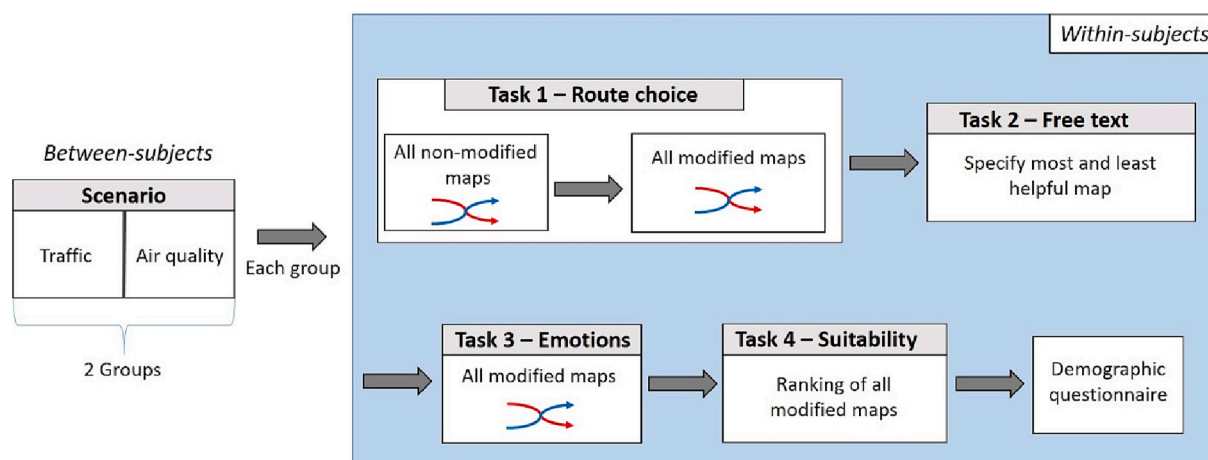 Between-subjects
Scenario
Traffic
Air quality
2 Groups
Each group
Within-subjects
Task 1 – Route choice
All non-modified
maps
All modified maps
Task 2 – Free text
Specify most and least
helpful map
Task 3 – Emotions
All modified maps
Task 4 – Suitability
Ranking of all
modified maps
Demographic
questionnaire